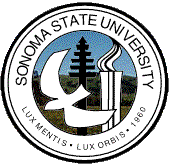 SONOMA STATE UNIVERSITY
LUX MENTIS • LUX ORBIS • 1960